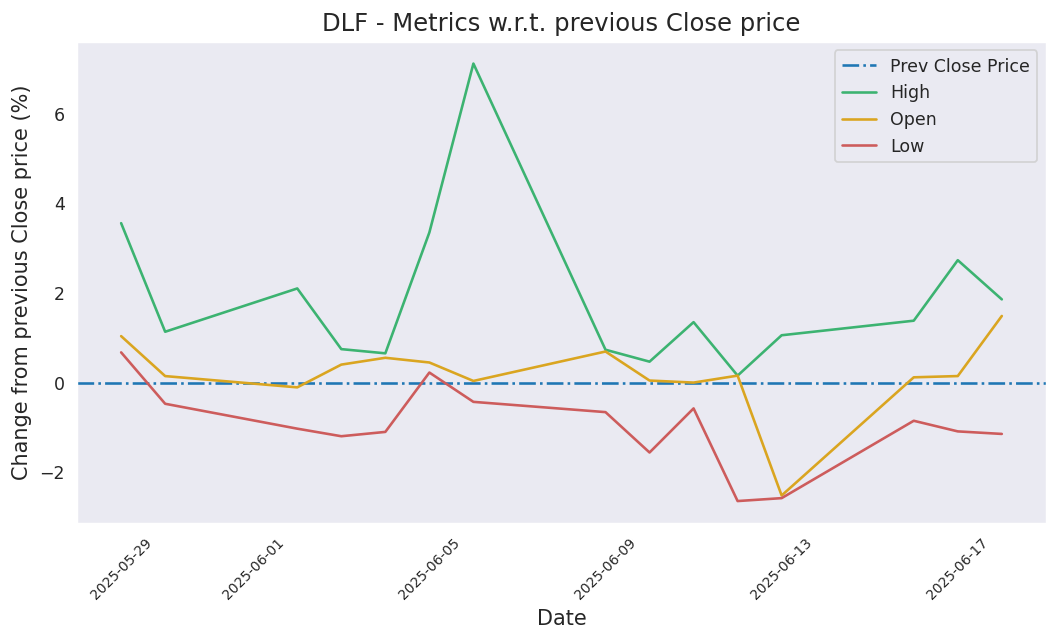 DLF - Metrics w.r.t. previous Close price
Prev Close Price
High
Open
Low
Change from previous Close price (%)
6
4
2
0
−2
2025-05-29
2025-06-01
2025-06-05
2025-06-09
2025-06-13
2025-06-17
Date